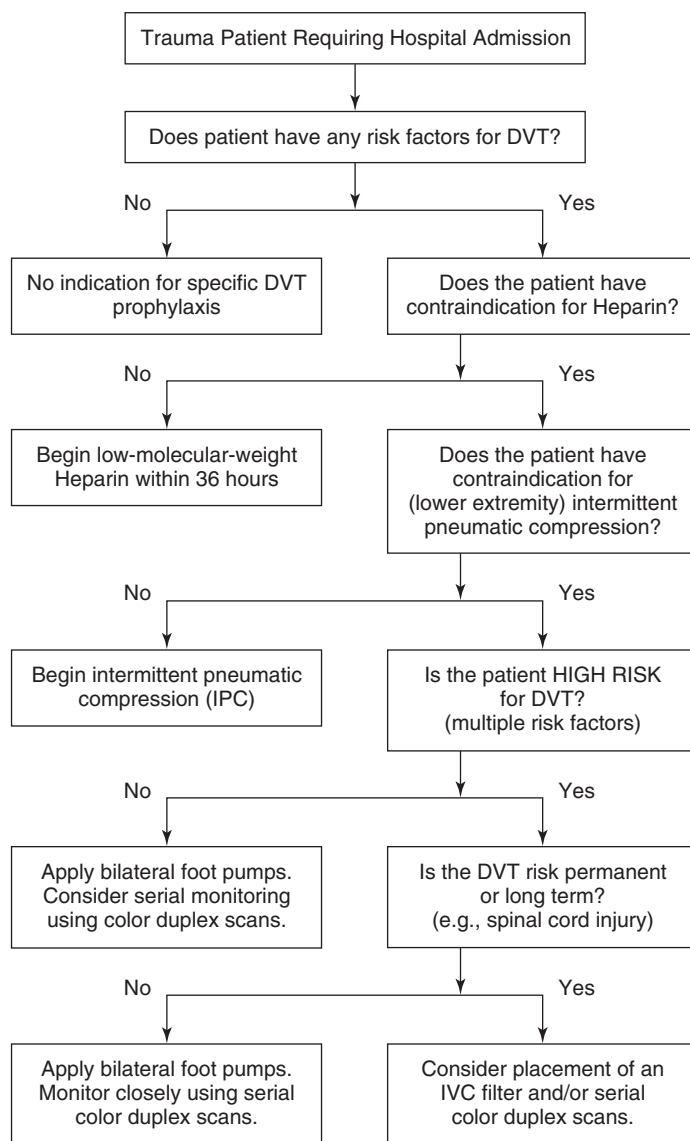 Trauma Patient Requiring Hospital Admission
Does patient have any risk factors for DVT?
No
Yes
No indication for specific DVT
prophylaxis
Does the patient have
contraindication for Heparin?
No
Yes
Begin low-molecular-weight
Heparin within 36 hours
Does the patient have
contraindication for
(lower extremity) intermittent
pneumatic compression?
No
Yes
Begin intermittent pneumatic
compression (IPC)
Is the patient HIGH RISK
for DVT?
(multiple risk factors)
No
Yes
Apply bilateral foot pumps.
Consider serial monitoring
using color duplex scans.
Is the DVT risk permanent
or long term?
(e.g., spinal cord injury)
No
Yes
Apply bilateral foot pumps.
Monitor closely using serial
color duplex scans.
Consider placement of an
IVC filter and/or serial
color duplex scans.